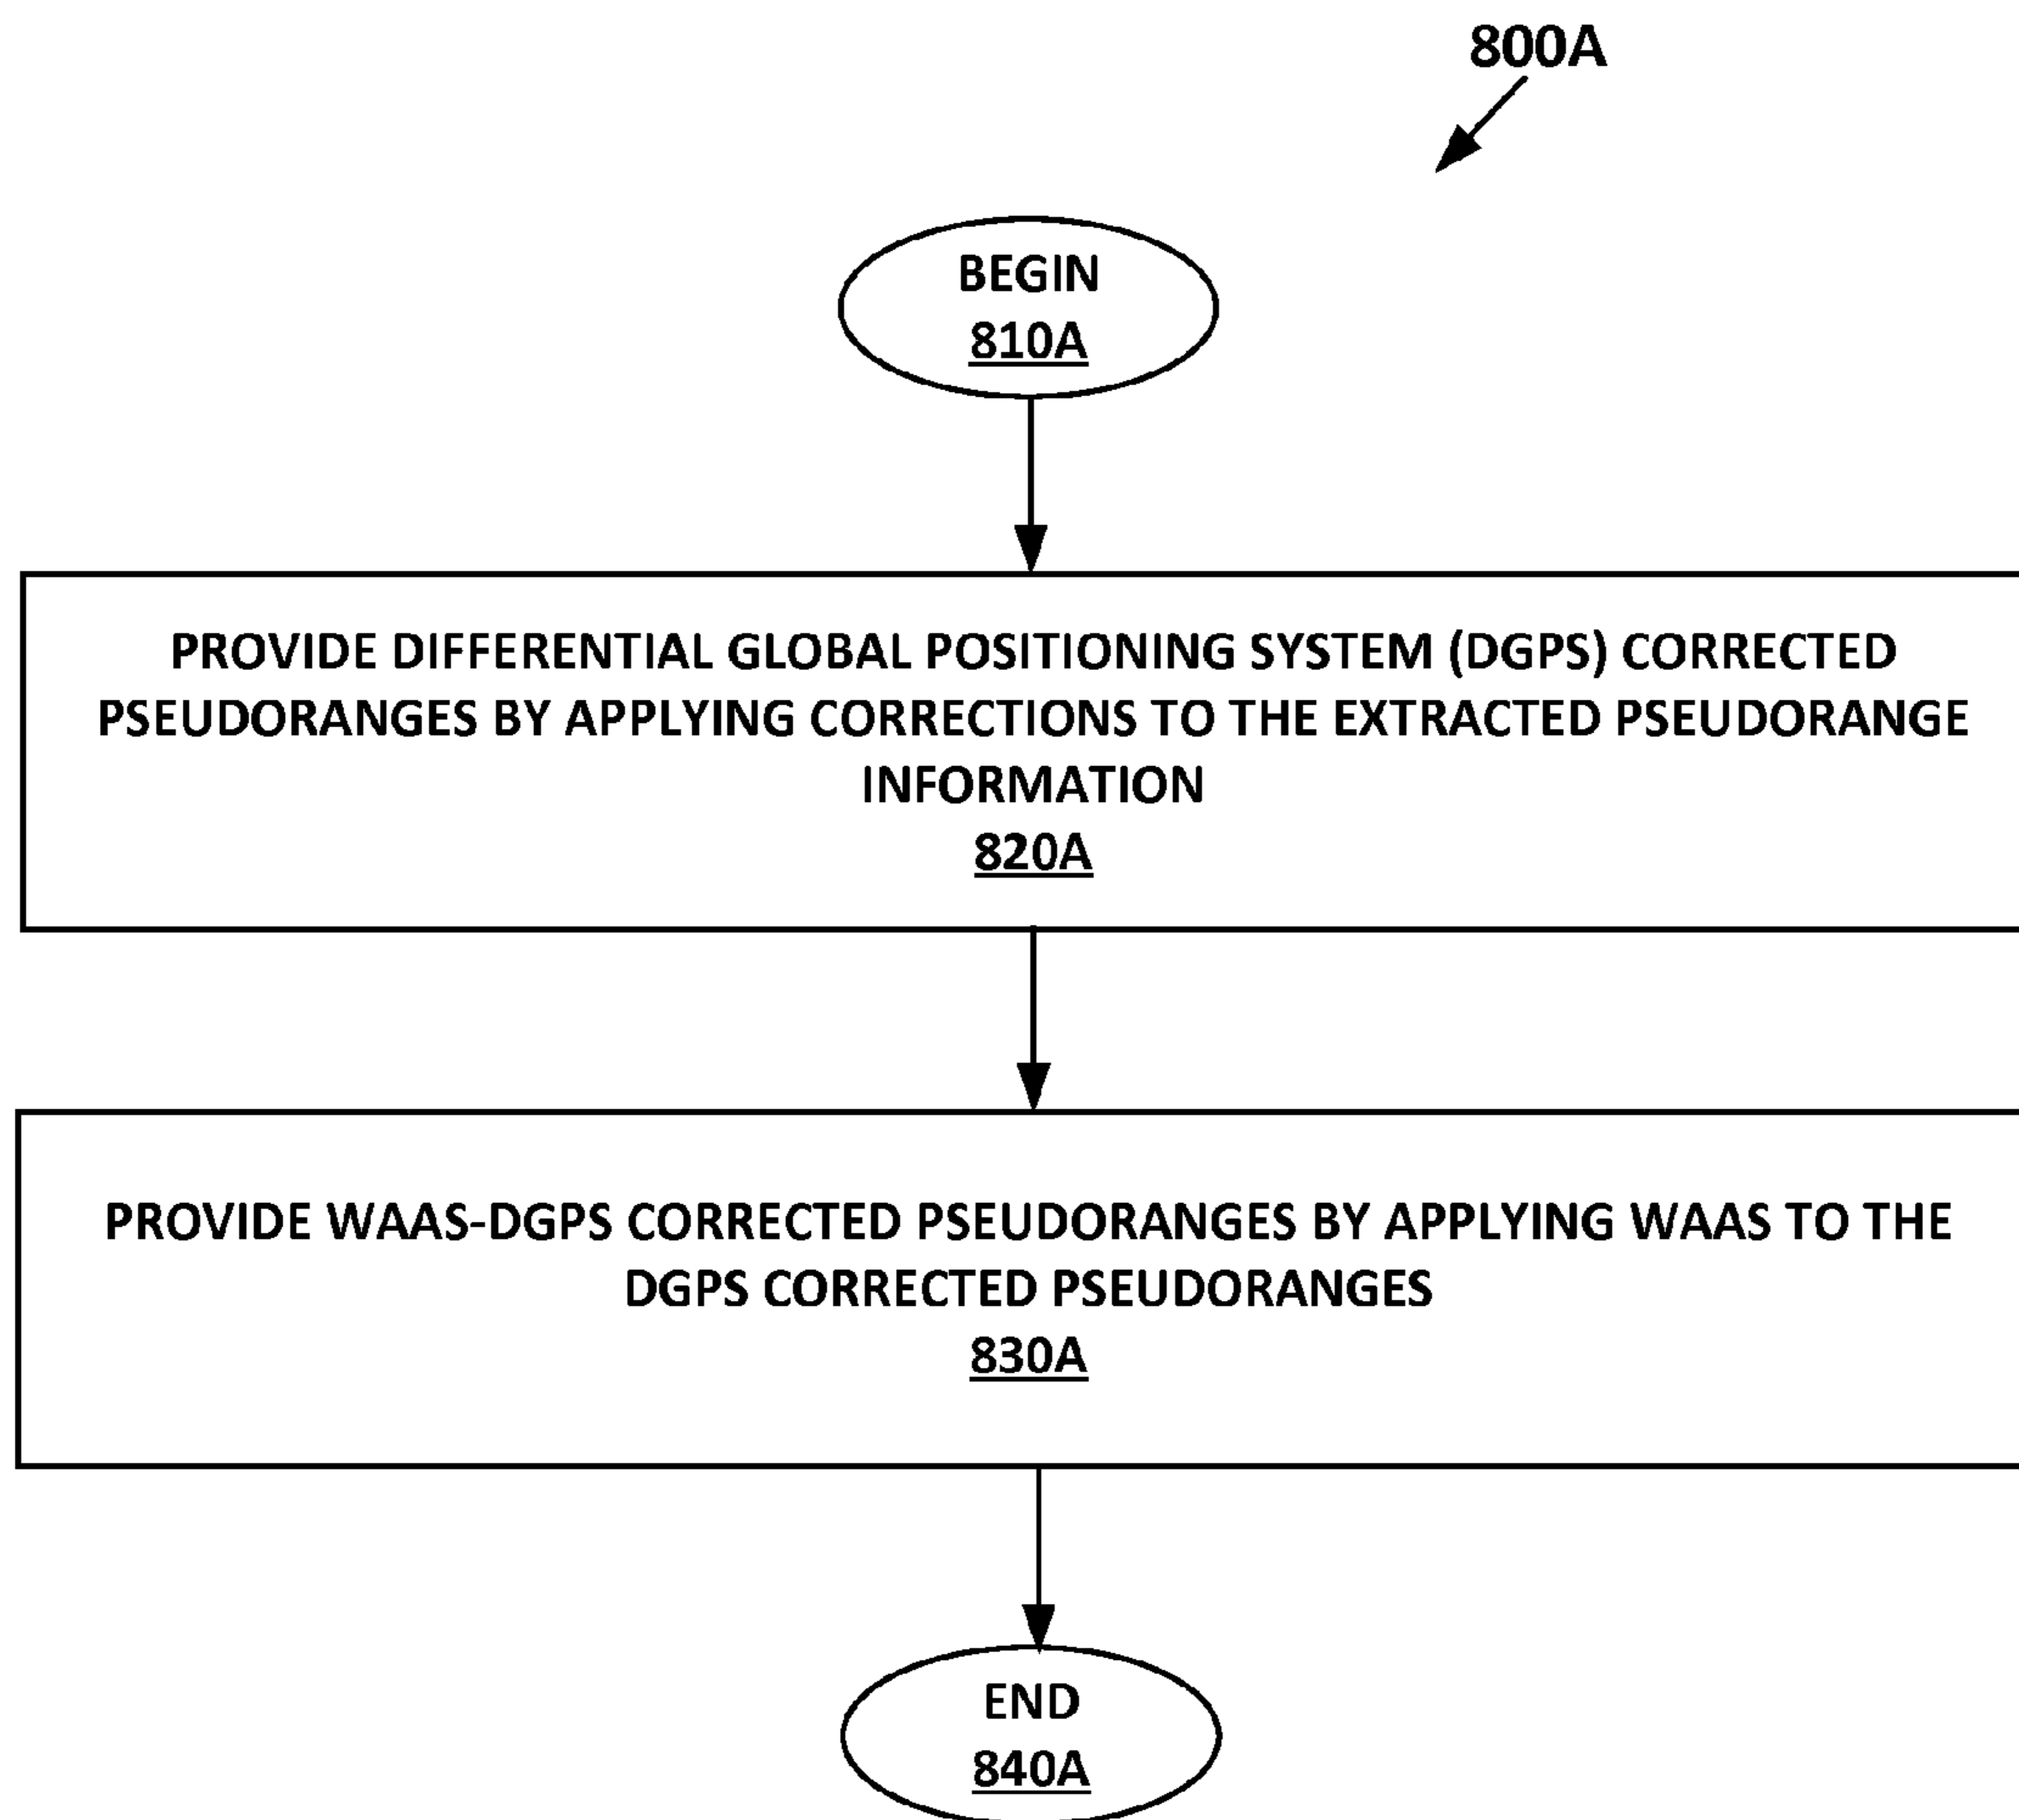 800A
BEGIN
810A
PROVIDE DIFFERENTIAL GLOBAL POSITIONING SYSTEM (DGPS) CORRECTED
PSEUDORANGES BY APPLYING CORRECTIONS TO THE EXTRACTED PSEUDORANGE
INFORMATION
820A
PROVIDE WAAS-DGPS CORRECTED PSEUDORANGES BY APPLYING WAAS TO THE
DGPS CORRECTED PSEUDORANGES
830A
END
840A